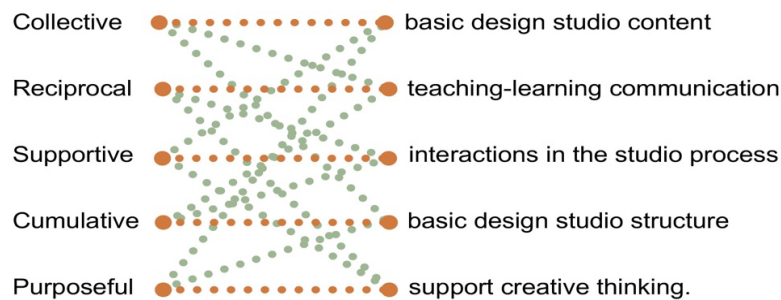 Collective basic design studio content
Reciprocal teaching-learning communication
Supportive interactions in the studio process
Cumulative basic design studio structure
Purposeful support creative thinking.